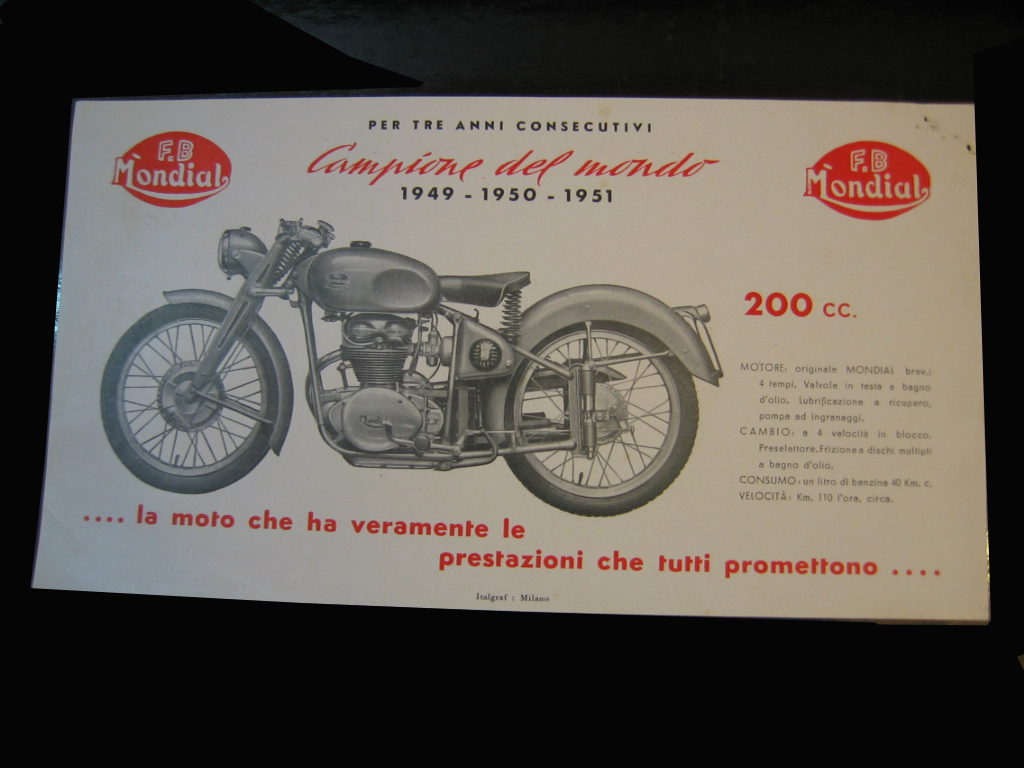 PER TRE ANNI CONSECUTIVI
F.B
Mondial
Campione del mondo
F.B
Mondial
1949 - 1950 - 1951
200 CC.
MOTORE: originale MONDIAL brev.:
4 tempi. Valvole in testa a bagno
d'olio. Lubrificazione a ricupero.
pompa ad ingranaggi.
CAMBIO: a 4 velocità in blocco.
Preselettore. Frizione a dischi multipli
a bagno d'olio.
CONSUMO: un litro di benzina 40 Km. c.
VELOCITÀ: Km. 110 l'ora, circa.
Mondial
.... la moto che ha veramente le
prestazioni che tutti promettono ....
Italgraf : Milano